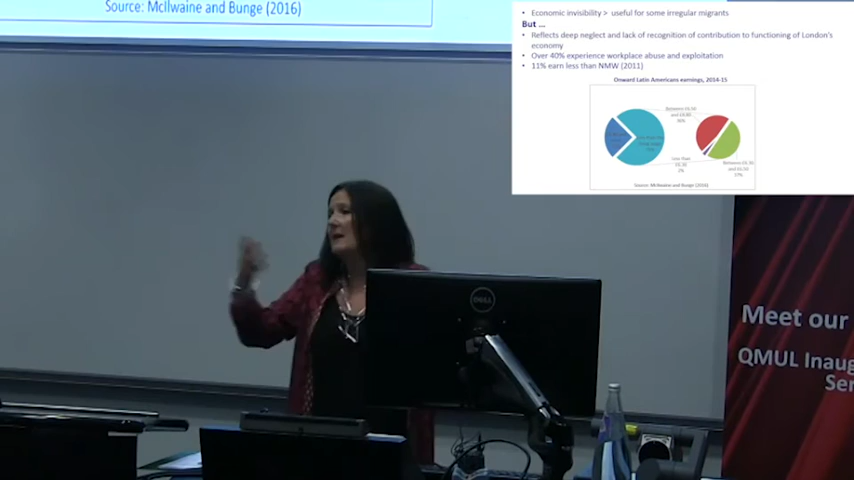 Source: McIlwaine and Bunge (2016)
• Economic invisibility > useful for some irregular migrants
But ...
• Reflects deep neglect and lack of recognition of contribution to functioning of London's
economy
• Over 40% experience workplace abuse and exploitation
• 11% earn less than NMW (2011)
Onward Latin Americans earnings, 2014-15
Source: McIlwaine and Bunge (2016)
DELL
Meet our
QMUL Inaug
Ser